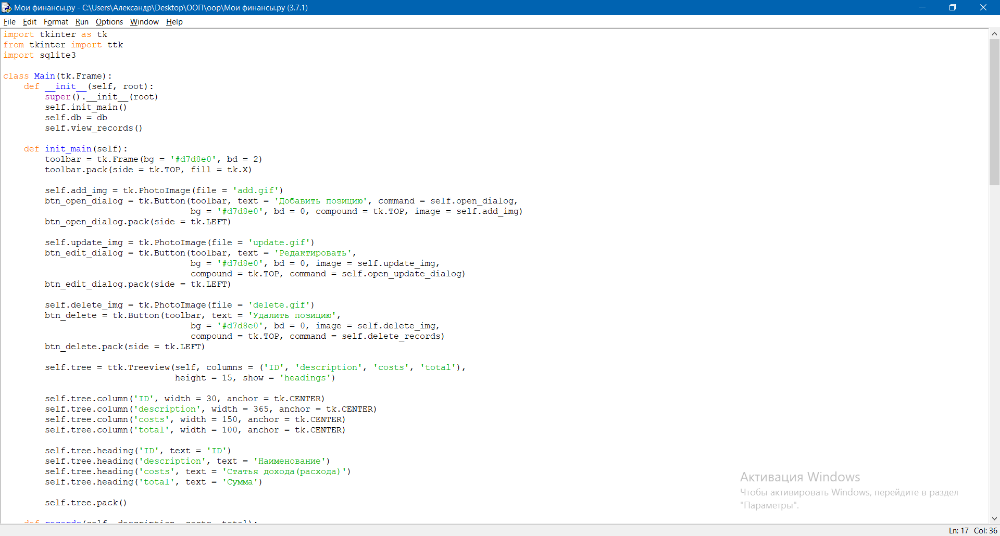 Мои финансы.py - C:\Users\Александр\Desktop\ООП\oop\Мои финансы.py (3.7.1)
File Edit Format Run Options Window Help
import tkinter as tk
from tkinter import ttk
import sqlite3
class Main(tk.Frame):
    def __init__(self, root):
        super().__init__(root)
        self.init_main()
        self.db = db
        self.view_records()
    def init_main(self):
        toolbar = tk.Frame(bg = '#d7d8e0', bd = 2)
        toolbar.pack(side = tk.TOP, fill = tk.X)
        self.add_img = tk.PhotoImage(file = 'add.gif')
        btn_open_dialog = tk.Button(toolbar, text = 'Добавить позицию', command = self.open_dialog,
                                    bg = '#d7d8e0', bd = 0, compound = tk.TOP, image = self.add_img)
        btn_open_dialog.pack(side = tk.LEFT)
        self.update_img = tk.PhotoImage(file = 'update.gif')
        btn_edit_dialog = tk.Button(toolbar, text = 'Редактировать',
                                    bg = '#d7d8e0', bd = 0, image = self.update_img,
                                    compound = tk.TOP, command = self.open_update_dialog)
        btn_edit_dialog.pack(side = tk.LEFT)
        self.delete_img = tk.PhotoImage(file = 'delete.gif')
        btn_delete = tk.Button(toolbar, text = 'Удалить позицию',
                                    bg = '#d7d8e0', bd = 0, image = self.delete_img,
                                    compound = tk.TOP, command = self.delete_records)
        btn_delete.pack(side = tk.LEFT)
        self.tree = ttk.Treeview(self, columns = ('ID', 'description', 'costs', 'total'),
                                 height = 15, show = 'headings')
        self.tree.column('ID', width = 30, anchor = tk.CENTER)
        self.tree.column('description', width = 365, anchor = tk.CENTER)
        self.tree.column('costs', width = 150, anchor = tk.CENTER)
        self.tree.column('total', width = 100, anchor = tk.CENTER)
        self.tree.heading('ID', text = 'ID')
        self.tree.heading('description', text = 'Наименование')
        self.tree.heading('costs', text = 'Статья дохода(расхода)')
        self.tree.heading('total', text = 'Сумма')
        self.tree.pack()
    def records(self, description, costs, total):
Активация Windows
Чтобы активировать Windows, перейдите в раздел
"Параметры".
Ln: 17 Col: 36